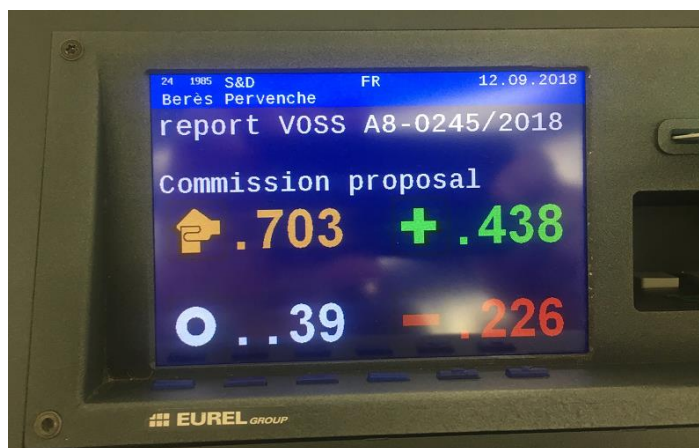 24 1985 S&D FR 12.09.2018
Berès Pervenche
report VOSS A8-0245/2018
Commission proposal
.703 + .438
O ..39 - .226
EUREL GROUP